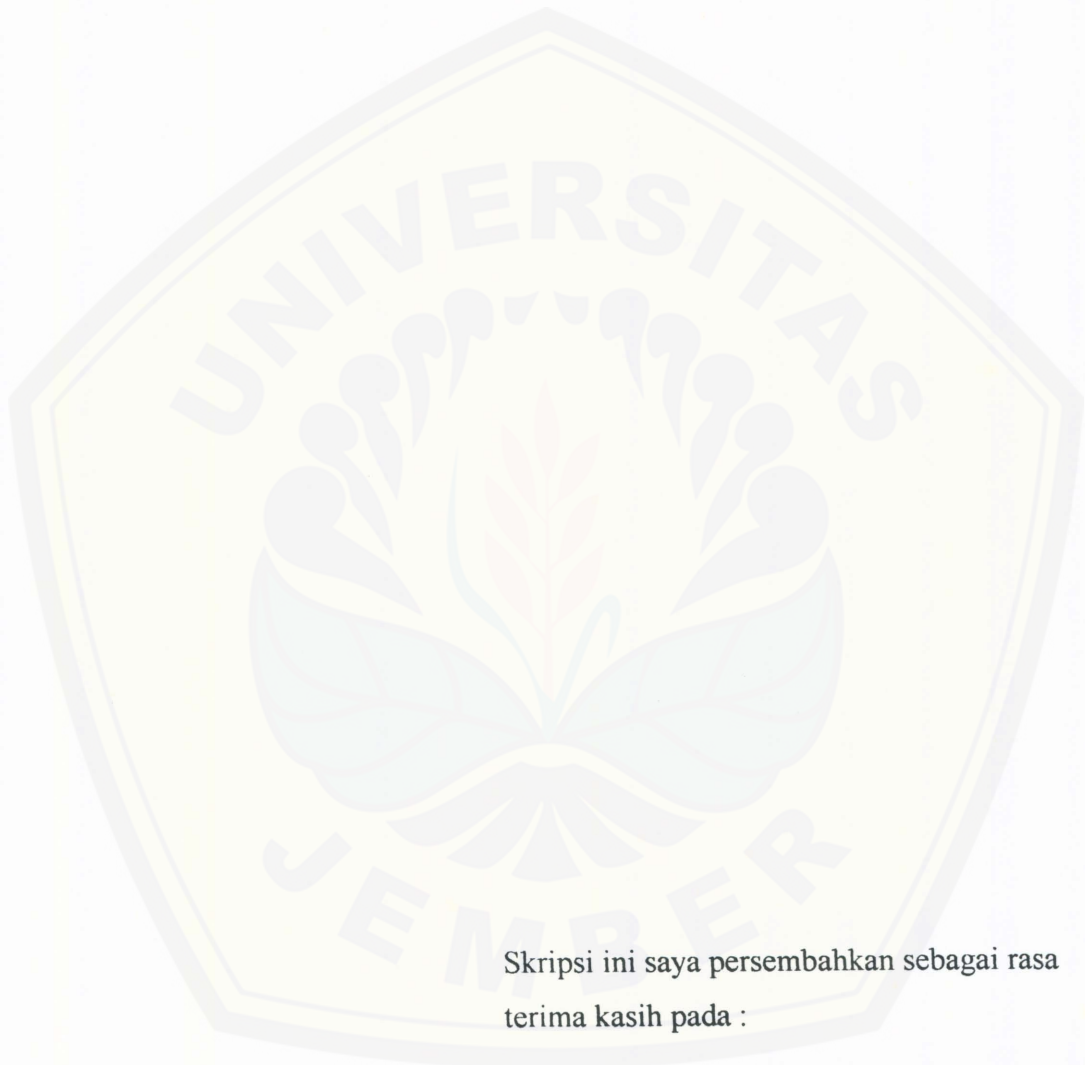 UNIVERSITAS
JEMBER
Skripsi ini saya persembahkan sebagai rasa
terima kasih pada :